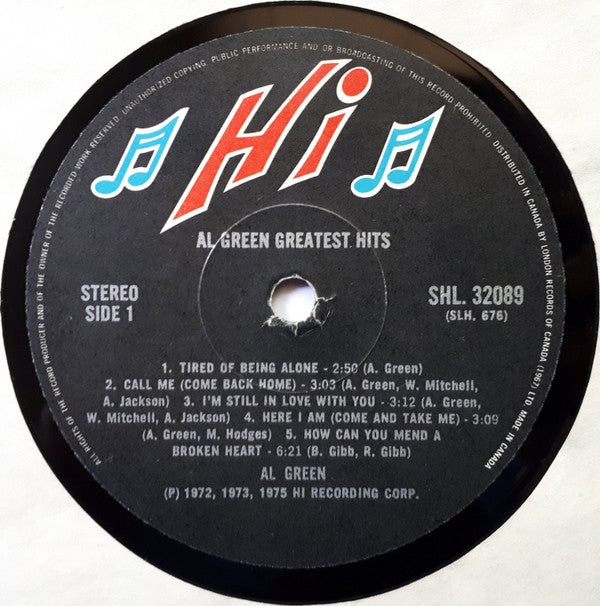 ALL RIGHTS OF THE RECORD PRODUCER AND OF THE OWNER OF THE RECORDED WORK RESERVED. UNAUTHORIZED COPYING, PUBLIC PERFORMANCE AND OR BROADCASTING OF THIS RECORD PROHIBITED. DISTRIBUTED IN CANADA BY LONDON RECORDS OF CANADA (1967) LTD MADE IN CANADA
Hi
AL GREEN GREATEST HITS
STEREO
SIDE 1
SHL. 32089
(SLH, 676)
1. TIRED OF BEING ALONE - 2:50 (A. Green)
2. CALL ME (COME BACK HOME) - 3:03 (A. Green, W. Mitchell,
A. Jackson) 3. I'M STILL IN LOVE WITH YOU - 3:12 (A. Green,
W. Mitchell, A. Jackson) 4. HERE I AM (COME AND TAKE ME) - 3:09
(A. Green, M. Hodges) 5. HOW CAN YOU MEND A
BROKEN HEART - 6:21 (B. Gibb, R. Gibb)
AL GREEN
(P) 1972, 1973, 1975 HI RECORDING CORP.